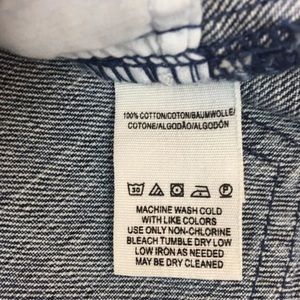 100% COTTON/COTON/BAUMWOLLE/
COTONE/ALGODÃO/ALGODÓN
30 P
MACHINE WASH COLD
WITH LIKE COLORS
USE ONLY NON-CHLORINE
BLEACH TUMBLE DRY LOW
LOW IRON AS NEEDED
MAY BE DRY CLEANED